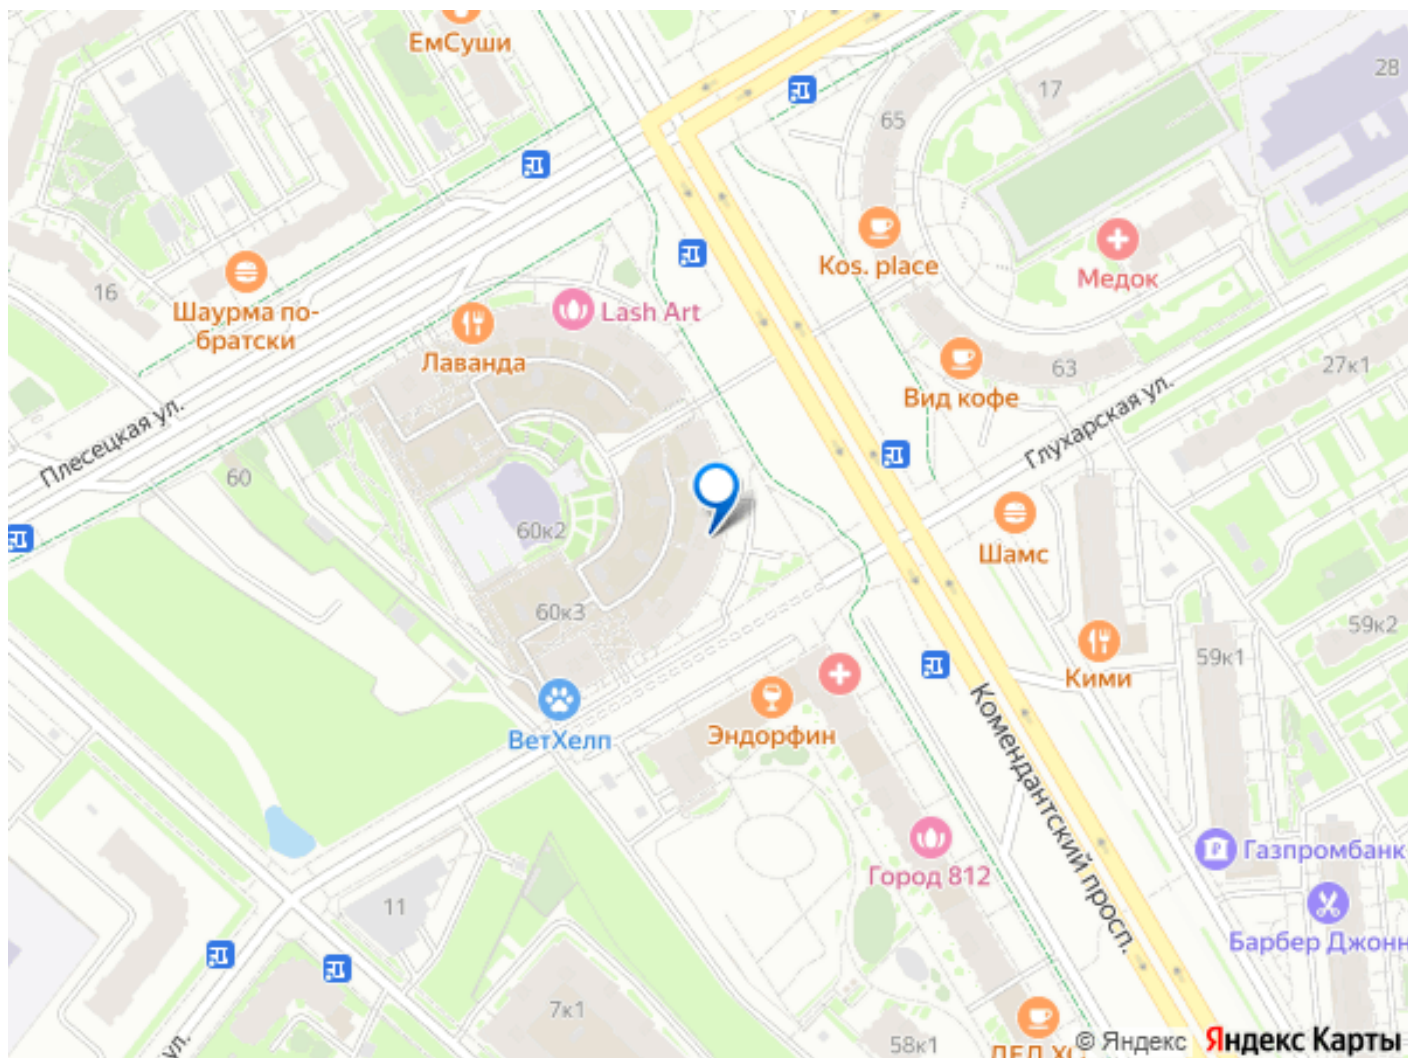 ЕмСуши
28
17
65
Kos. place
Медок
16
Шаурма по-
братски
Lash Art
Лаванда
63
27к1
Вид кофе
Плесецкая ул.
Глухарская ул.
60
60к2
Шамс
60к3
59к2
59к1
Кими
ВетХелп
Эндорфин
Комендантский просп.
Город 812
Газпромбанк
11
Барбер Джонн
7к1
ул.
58к1
© Яндекс
Яндекс Карты